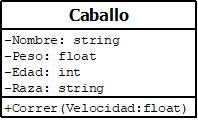 Caballo
-Nombre: string
-Peso: float
-Edad: int
-Raza: string
+Correr(Velocidad:float)